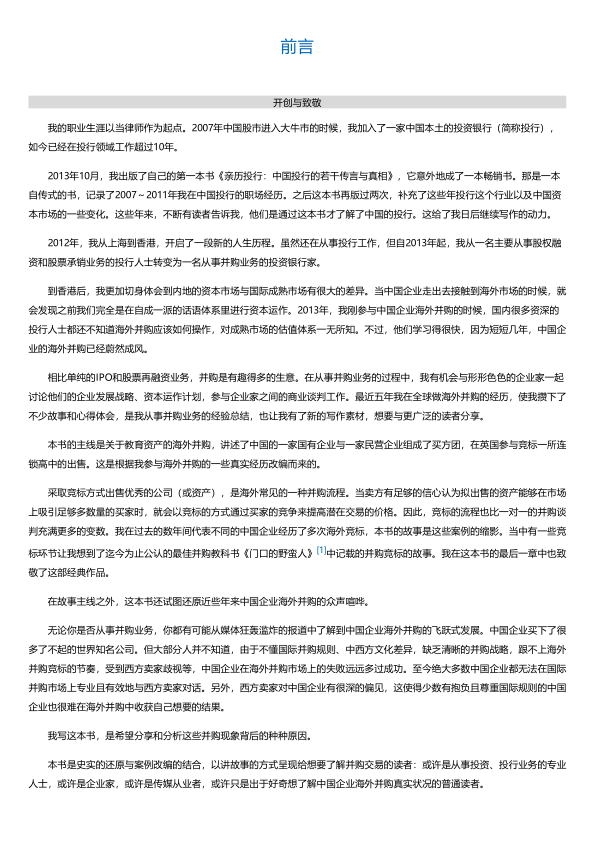 前言
开创与致敬
我的职业生涯以当律师作为起点。2007年中国股市进入大牛市的时候，我加入了一家中国本土的投资银行（简称投行），
如今已经在投行领域工作超过10年。
2013年10月，我出版了自己的第一本书《亲历投行：中国投行的若干传言与真相》，它意外地成了一本畅销书。那是一本
自传式的书，记录了2007～2011年我在中国投行的职场经历。之后这本书再版过两次，补充了这些年投行这个行业以及中国资
本市场的一些变化。这些年来，不断有读者告诉我，他们是通过这本书才了解了中国的投行。这给了我日后继续写作的动力。
2012年，我从上海到香港，开启了一段新的人生历程。虽然还在从事投行工作，但自2013年起，我从一名主要从事股权融
资和股票承销业务的投行人士转变为一名从事并购业务的投资银行家。
到香港后，我更加切身体会到内地的资本市场与国际成熟市场有很大的差异。当中国企业走出去接触到海外市场的时候，就
会发现之前我们完全是在自成一派的话语体系里进行资本运作。2013年，我刚参与中国企业海外并购的时候，国内很多资深的
投行人士都还不知道海外并购应该如何操作，对成熟市场的估值体系一无所知。不过，他们学习得很快，因为短短几年，中国企
业的海外并购已经蔚然成风。
相比单纯的IPO和股票再融资业务，并购是有趣得多的生意。在从事并购业务的过程中，我有机会与形形色色的企业家一起
讨论他们的企业发展战略、资本运作计划，参与企业家之间的商业谈判工作。最近五年我在全球做海外并购的经历，使我攒下了
不少故事和心得体会，是我从事并购业务的经验总结，也让我有了新的写作素材，想要与更广泛的读者分享。
本书的主线是关于教育资产的海外并购，讲述了中国的一家国有企业与一家民营企业组成了买方团，在英国参与竞标一所连
锁高中的出售。这是根据我参与海外并购的一些真实经历改编而来的。
采取竞标方式出售优秀的公司（或资产），是海外常见的一种并购流程。当卖方有足够的信心认为拟出售的资产能够在市场
上吸引足够多数量的买家时，就会以竞标的方式通过买家的竞争来提高潜在交易的价格。因此，竞标的流程也比一对一的并购谈
判充满更多的变数。我在过去的数年间代表不同的中国企业经历了多次海外竞标，本书的故事是这些案例的缩影。当中有一些竞
标环节让我想到了迄今为止公认的最佳并购教科书《门口的野蛮人》[1]中记载的并购竞标的故事。我在这本书的最后一章中也致
敬了这部经典作品。
在故事主线之外，这本书还试图还原近些年来中国企业海外并购的众声喧哗。
无论你是否从事并购业务，你都有可能从媒体狂轰滥炸的报道中了解到中国企业海外并购的飞跃式发展。中国企业买下了很
多了不起的世界知名公司。但大部分人并不知道，由于不懂国际并购规则、中西方文化差异，缺乏清晰的并购战略，跟不上海外
并购竞标的节奏，受到西方卖家歧视等，中国企业在海外并购市场上的失败远远多过成功。至今绝大多数中国企业都无法在国际
并购市场上专业且有效地与西方卖家对话。另外，西方卖家对中国企业有很深的偏见，这使得少数有抱负且尊重国际规则的中国
企业也很难在海外并购中收获自己想要的结果。
我写这本书，是希望分享和分析这些并购现象背后的种种原因。
本书是史实的还原与案例改编的结合，以讲故事的方式呈现给想要了解并购交易的读者：或许是从事投资、投行业务的专业
人士，或许是企业家，或许是传媒从业者，或许只是出于好奇想了解中国企业海外并购真实状况的普通读者。